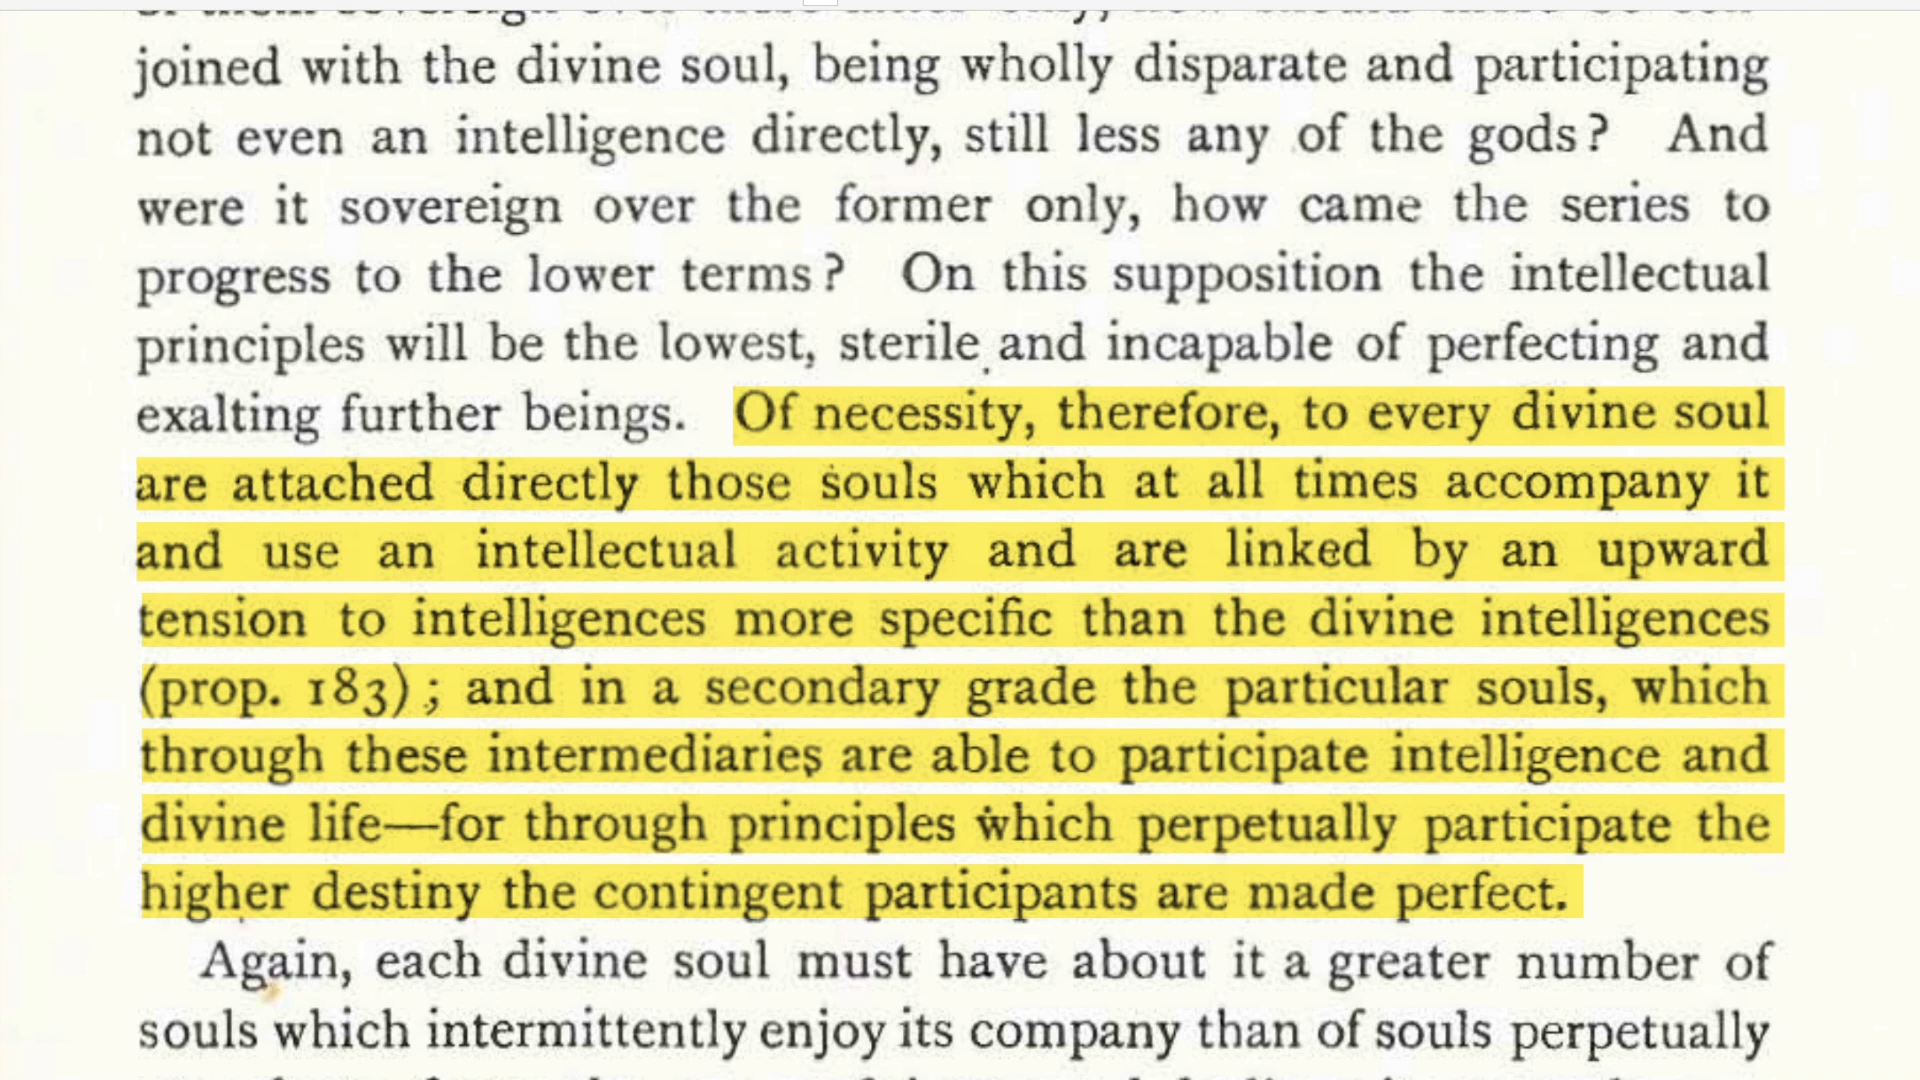 joined with the divine soul, being wholly disparate and participating
not even an intelligence directly, still less any of the gods? And
were it sovereign over the former only, how came the series to
progress to the lower terms? On this supposition the intellectual
principles will be the lowest, sterile and incapable of perfecting and
exalting further beings. Of necessity, therefore, to every divine soul
are attached directly those souls which at all times accompany it
and use an intellectual activity and are linked by an upward
tension to intelligences more specific than the divine intelligences
(prop. 183); and in a secondary grade the particular souls, which
through these intermediaries are able to participate intelligence and
divine life—for through principles which perpetually participate the
higher destiny the contingent participants are made perfect.
Again, each divine soul must have about it a greater number of
souls which intermittently enjoy its company than of souls perpetually